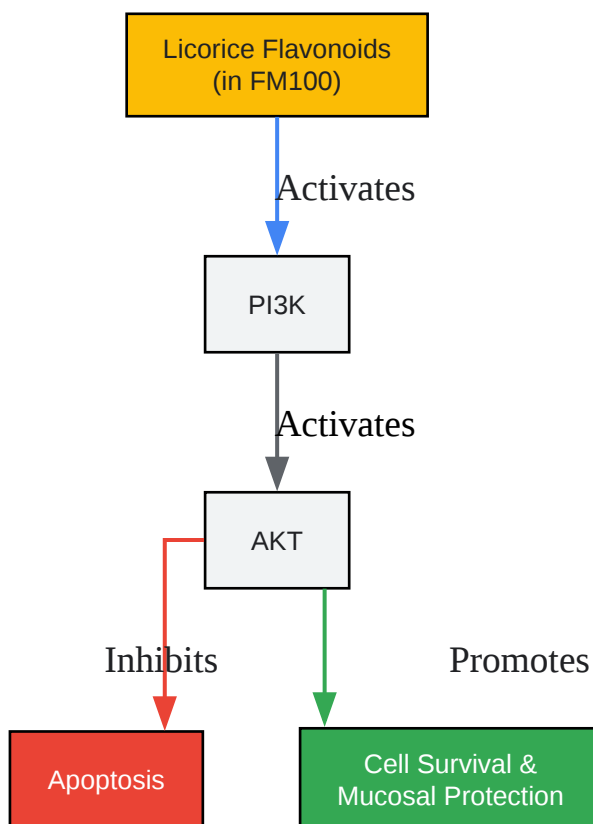 Licorice Flavonoids
(in FM100)
Activates
PI3K
Activates
AKT
Inhibits
Promotes
Apoptosis
Cell Survival &
Mucosal Protection